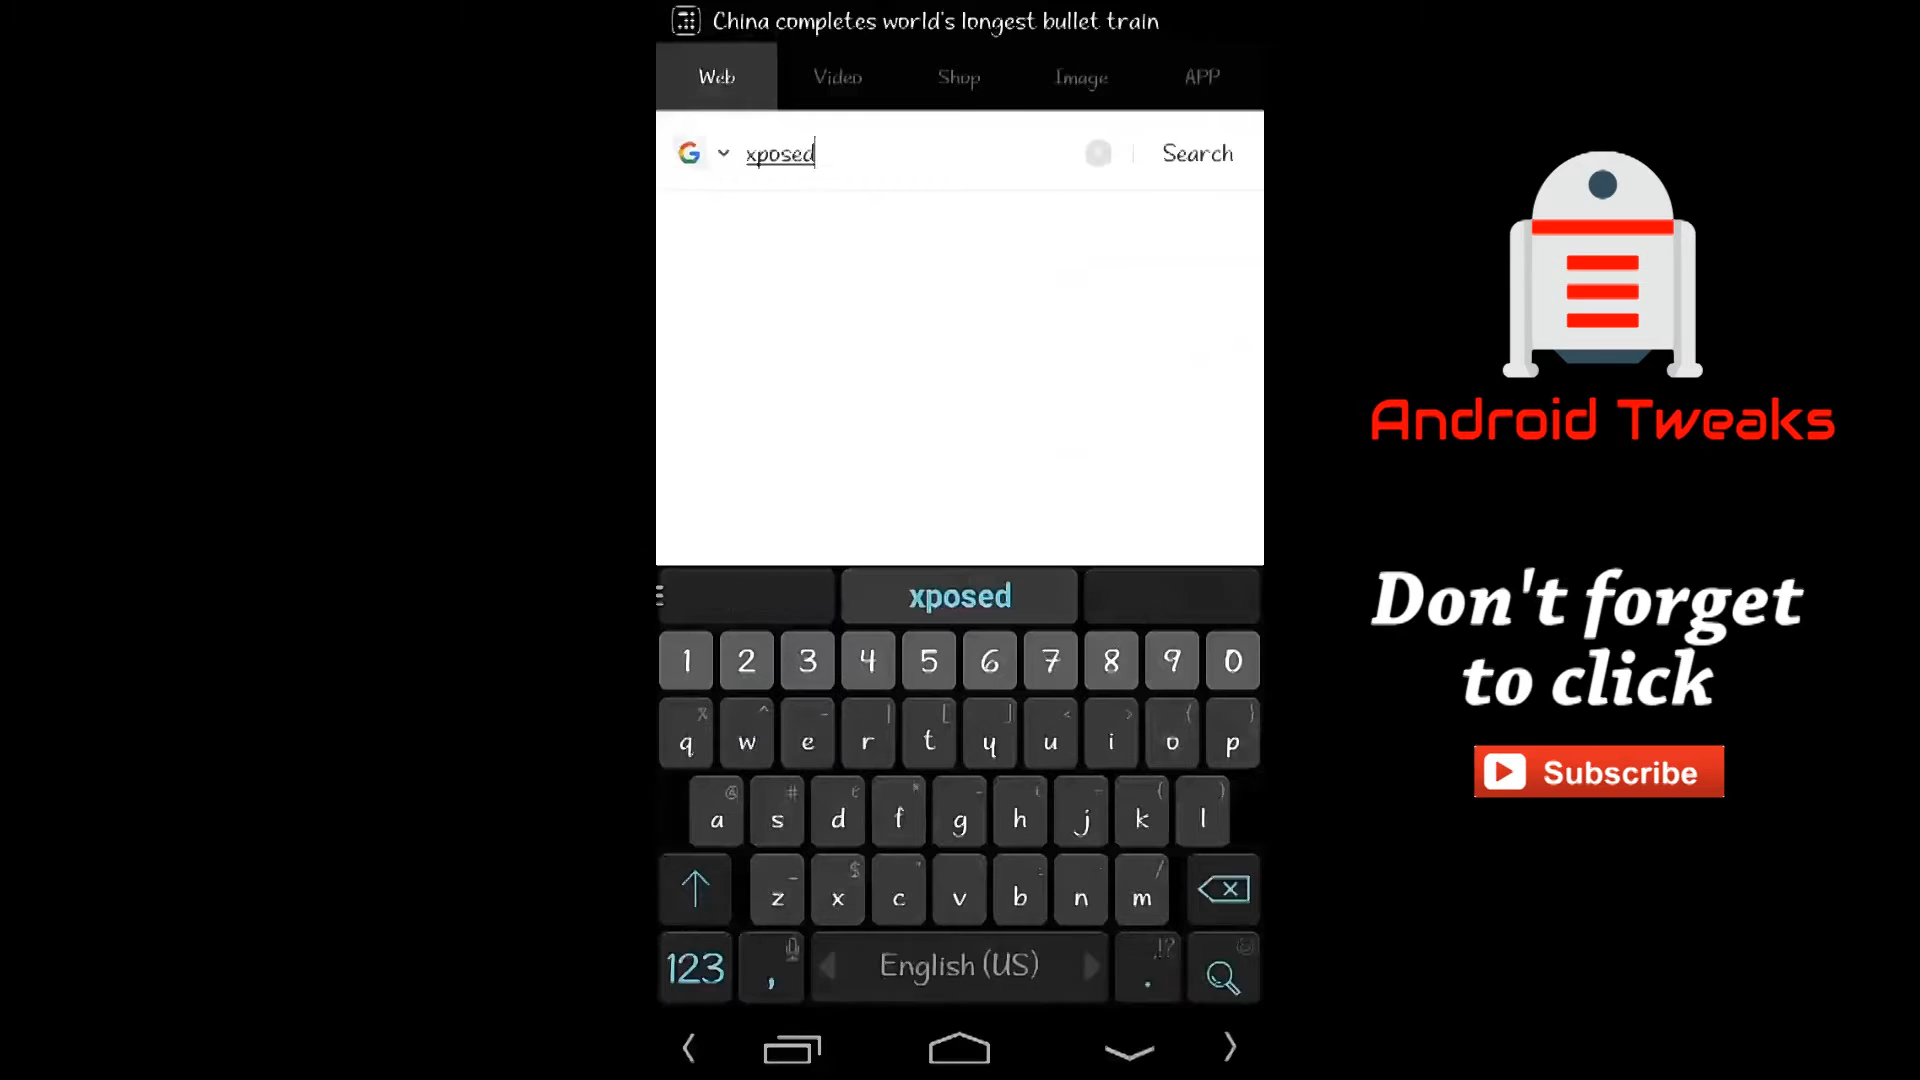 China completes world's longest bullet train
Web Video Shop Image APP
xposed Search
xposed
1 2 3 4 5 6 7 8 9 0
q w e r t y u i o p
a s d f g h j k l
z x c v b n m
123 , English (US) .
Android Tweaks
Don't forget
to click
Subscribe